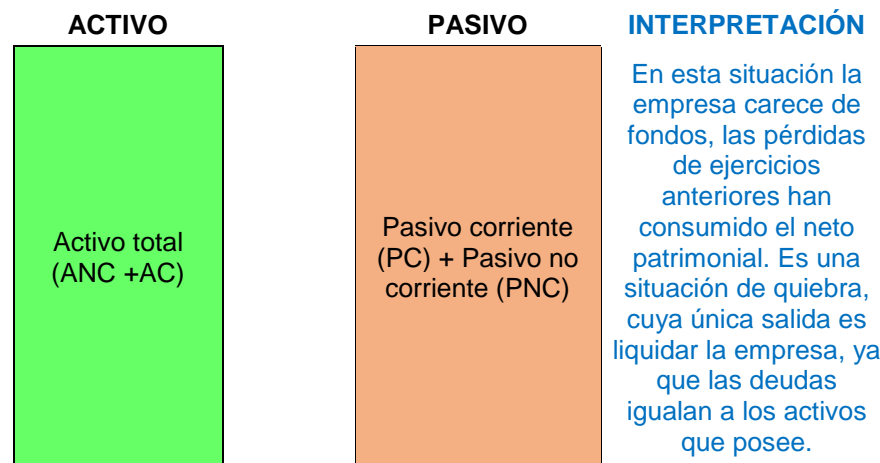 ACTIVO
PASIVO
INTERPRETACIÓN
Activo total
(ANC +AC)
Pasivo corriente
(PC) + Pasivo no
corriente (PNC)
En esta situación la
empresa carece de
fondos, las pérdidas
de ejercicios
anteriores han
consumido el neto
patrimonial. Es una
situación de quiebra,
cuya única salida es
liquidar la empresa, ya
que las deudas
igualan a los activos
que posee.